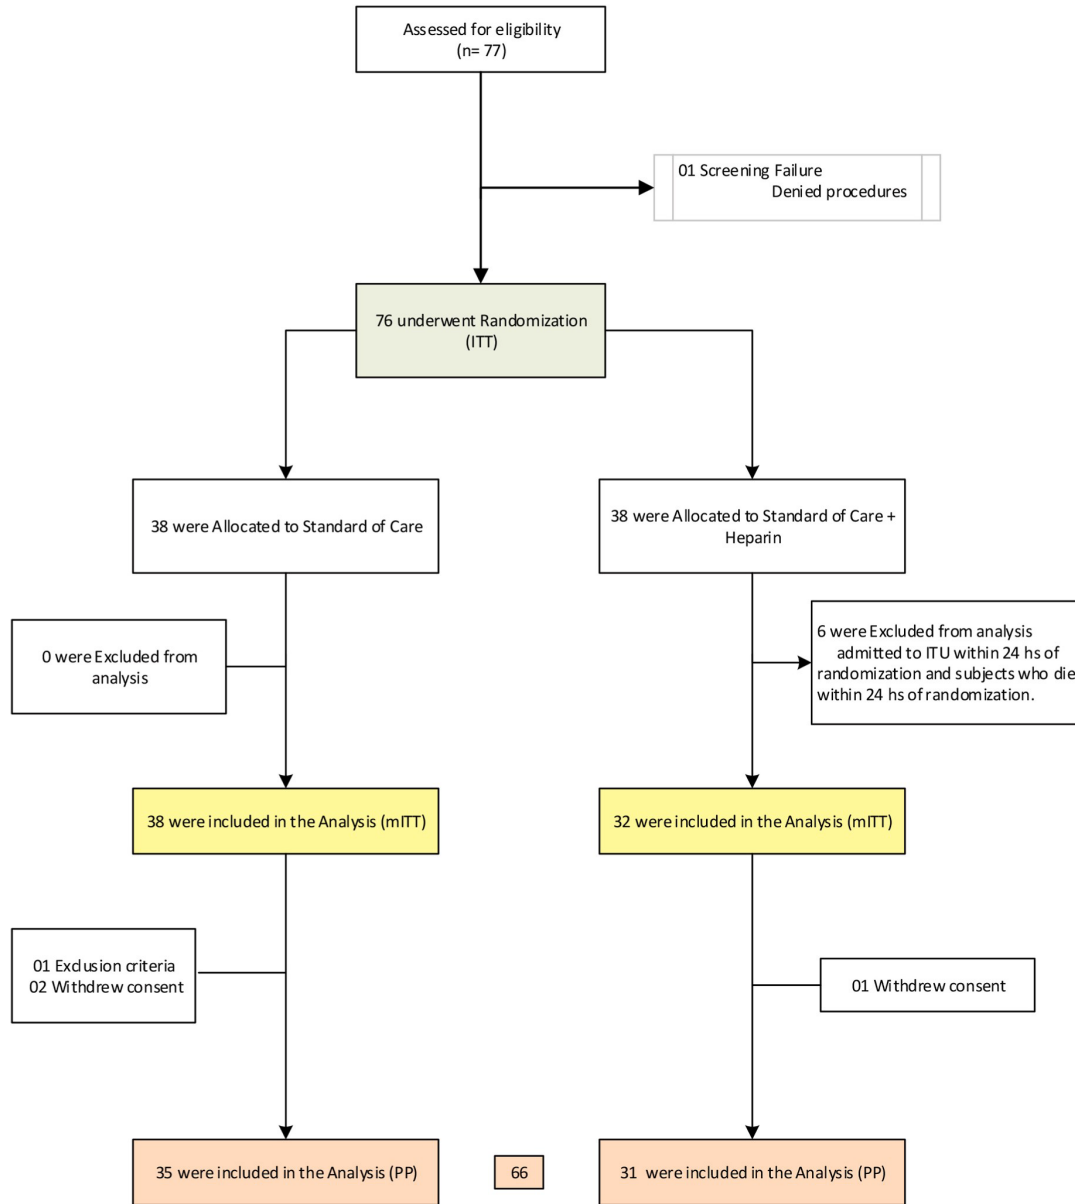 Assessed for eligibility
(n= 77)
01 Screening Failure
Denied procedures
76 underwent Randomization
(ITT)
38 were Allocated to Standard of Care
38 were Allocated to Standard of Care +
Heparin
0 were Excluded from
analysis
6 were Excluded from analysis
admitted to ITU within 24 hs of
randomization and subjects who die
within 24 hs of randomization.
38 were included in the Analysis (mITT)
32 were included in the Analysis (mITT)
01 Exclusion criteria
02 Withdrew consent
01 Withdrew consent
35 were included in the Analysis (PP)
66
31 were included in the Analysis (PP)